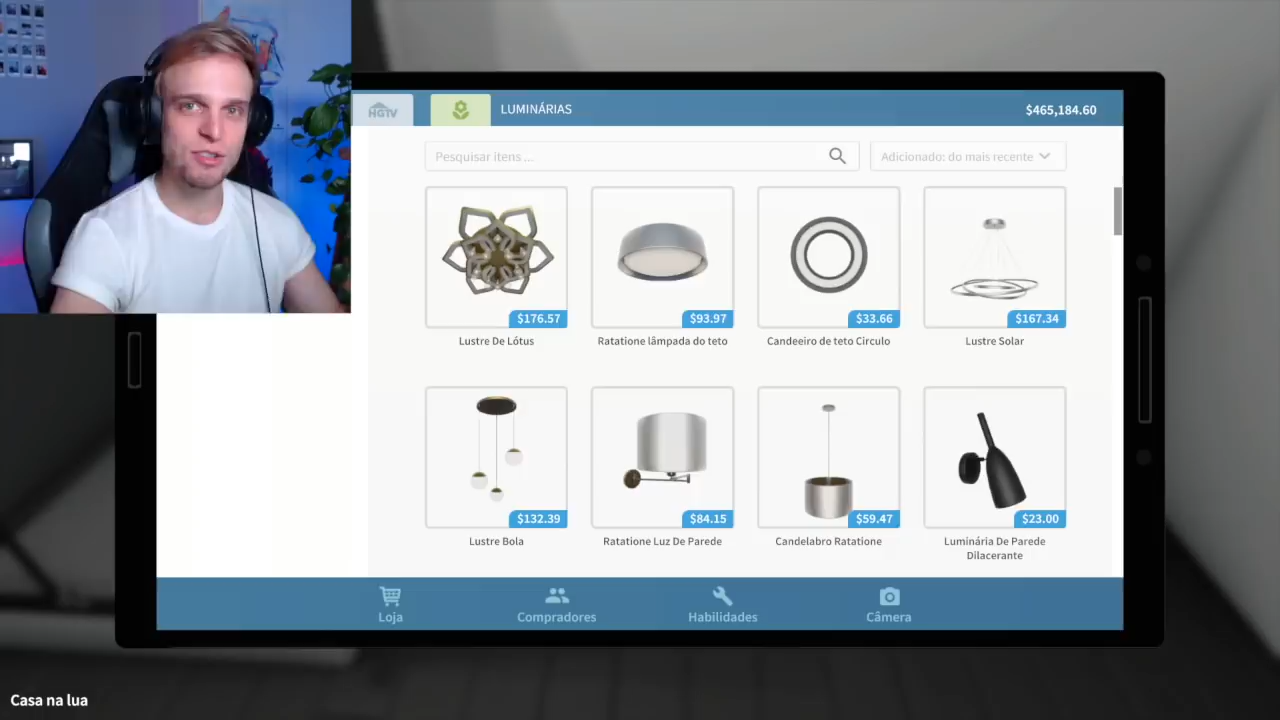 HGTV
LUMINÁRIAS
$465,184.60
Pesquisar itens ...
Adicionado: do mais recente
$176.57
$93.97
$33.66
$167.34
Lustre De Lótus
Ratatione lâmpada do teto
Candeeiro de teto Circulo
Lustre Solar
$132.39
$84.15
$59.47
$23.00
Lustre Bola
Ratatione Luz De Parede
Candelabro Ratatione
Luminária De Parede
Dilacerante
Loja
Compradores
Habilidades
Câmera
Casa na lua